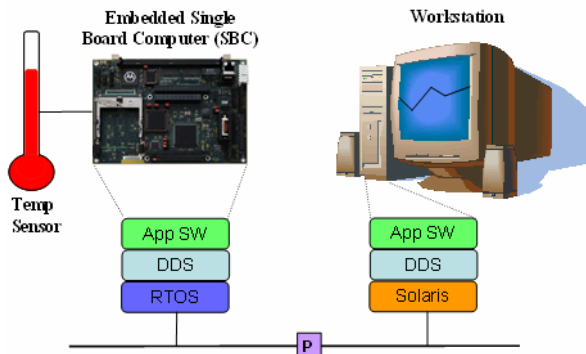 Embedded Single
Board Computer (SBC)
Workstation
Temp
Sensor
App SW
DDS
RTOS
App SW
DDS
Solaris
P